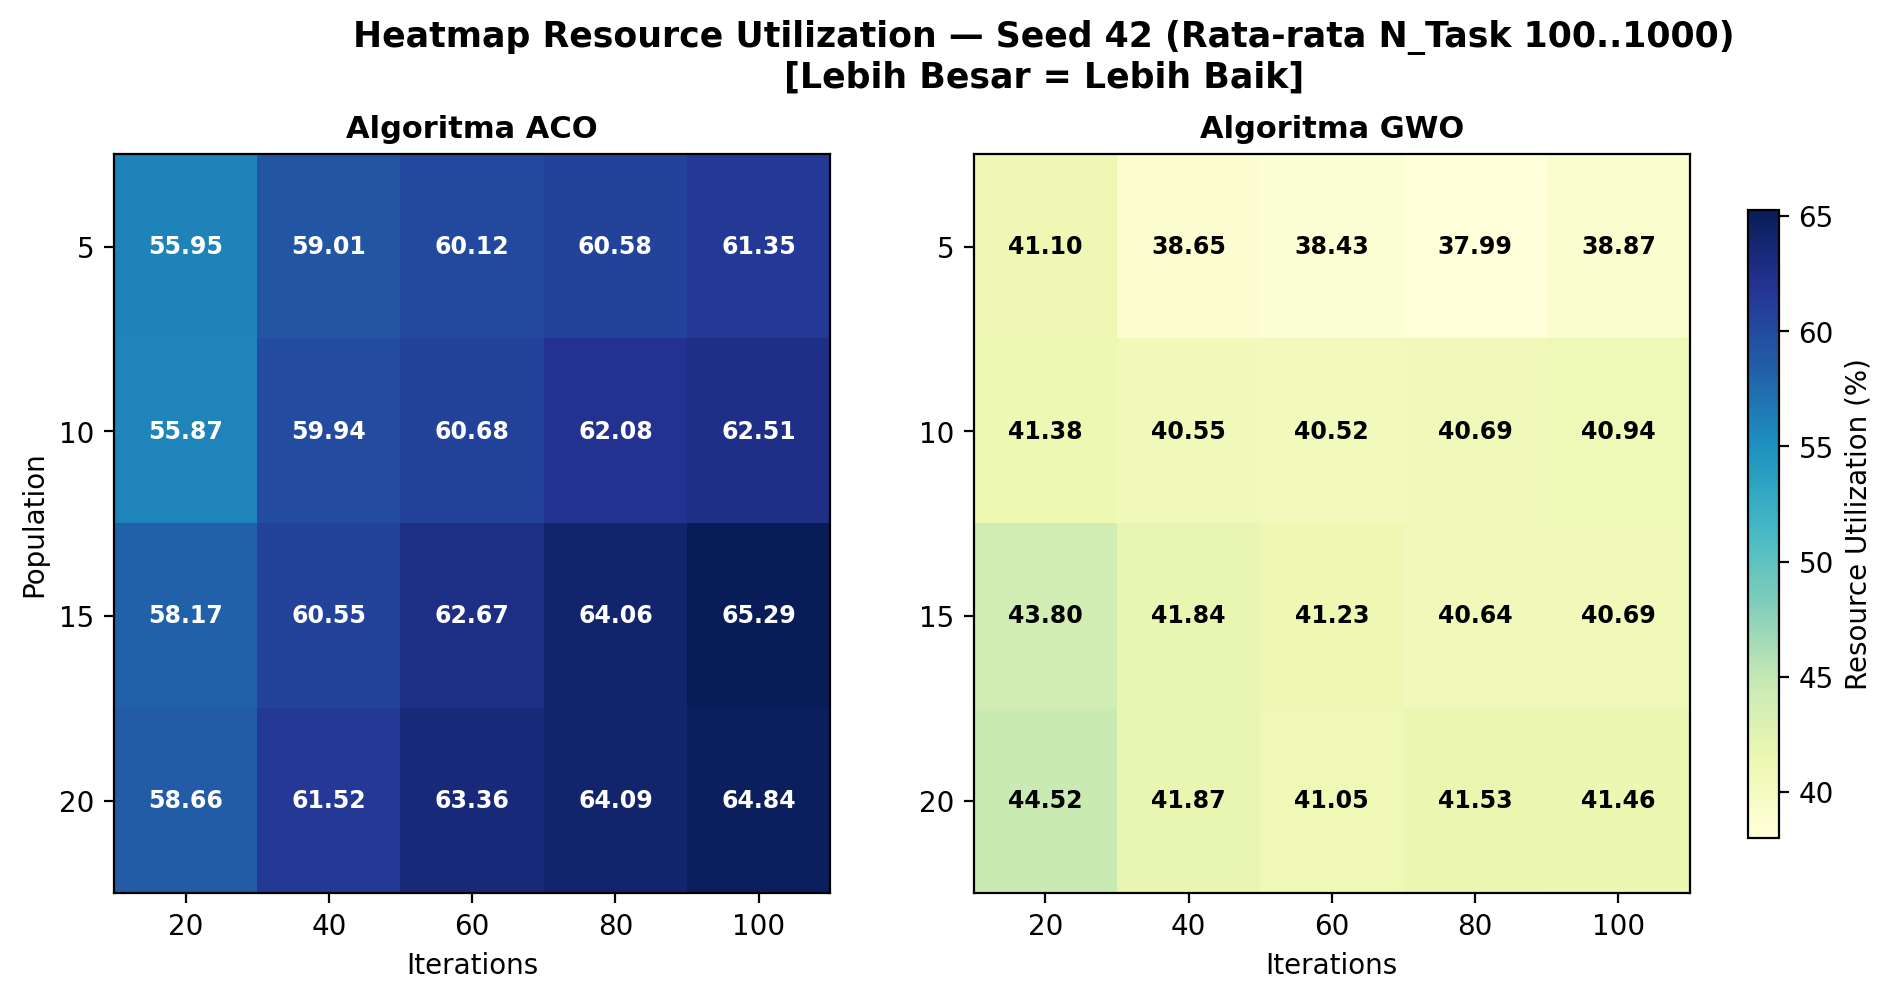 Heatmap Resource Utilization — Seed 42 (Rata-rata N_Task 100..1000)
[Lebih Besar = Lebih Baik]
Algoritma ACO
Population
5
10
15
20
55.95 59.01 60.12 60.58 61.35
55.87 59.94 60.68 62.08 62.51
58.17 60.55 62.67 64.06 65.29
58.66 61.52 63.36 64.09 64.84
20 40 60 80 100
Iterations
Algoritma GWO
5
10
15
20
41.10 38.65 38.43 37.99 38.87
41.38 40.55 40.52 40.69 40.94
43.80 41.84 41.23 40.64 40.69
44.52 41.87 41.05 41.53 41.46
20 40 60 80 100
Iterations
65
60
55
50
45
40
Resource Utilization (%)